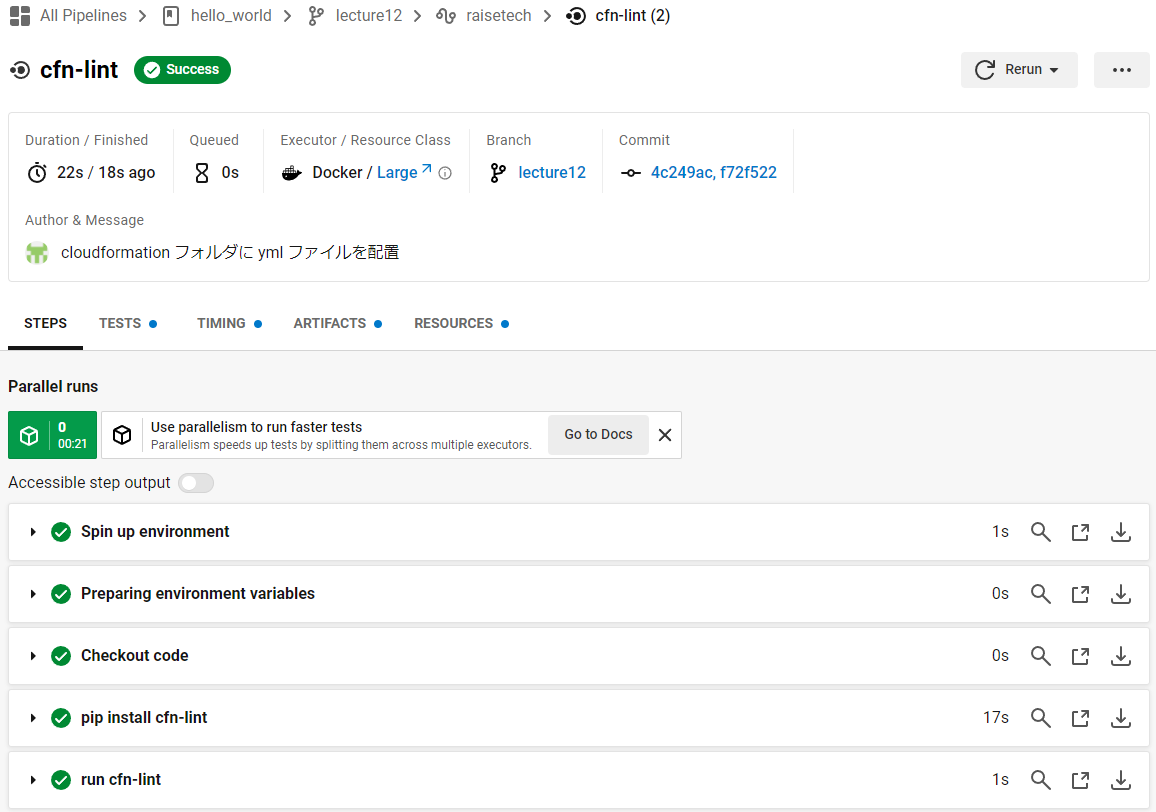 All Pipelines > hello_world > lecture12 > raisetech > cfn-lint (2)
cfn-lint Success Rerun
Duration / Finished Queued Executor / Resource Class Branch Commit
22s / 18s ago 0s Docker / Large lecture12 4c249ac, f72f522
Author & Message
cloudformation フォルダに yml ファイルを配置
STEPS TESTS TIMING ARTIFACTS RESOURCES
Parallel runs
0
00:21
Use parallelism to run faster tests
Parallelism speeds up tests by splitting them across multiple executors.
Go to Docs
Accessible step output
Spin up environment 1s
Preparing environment variables 0s
Checkout code 0s
pip install cfn-lint 17s
run cfn-lint 1s